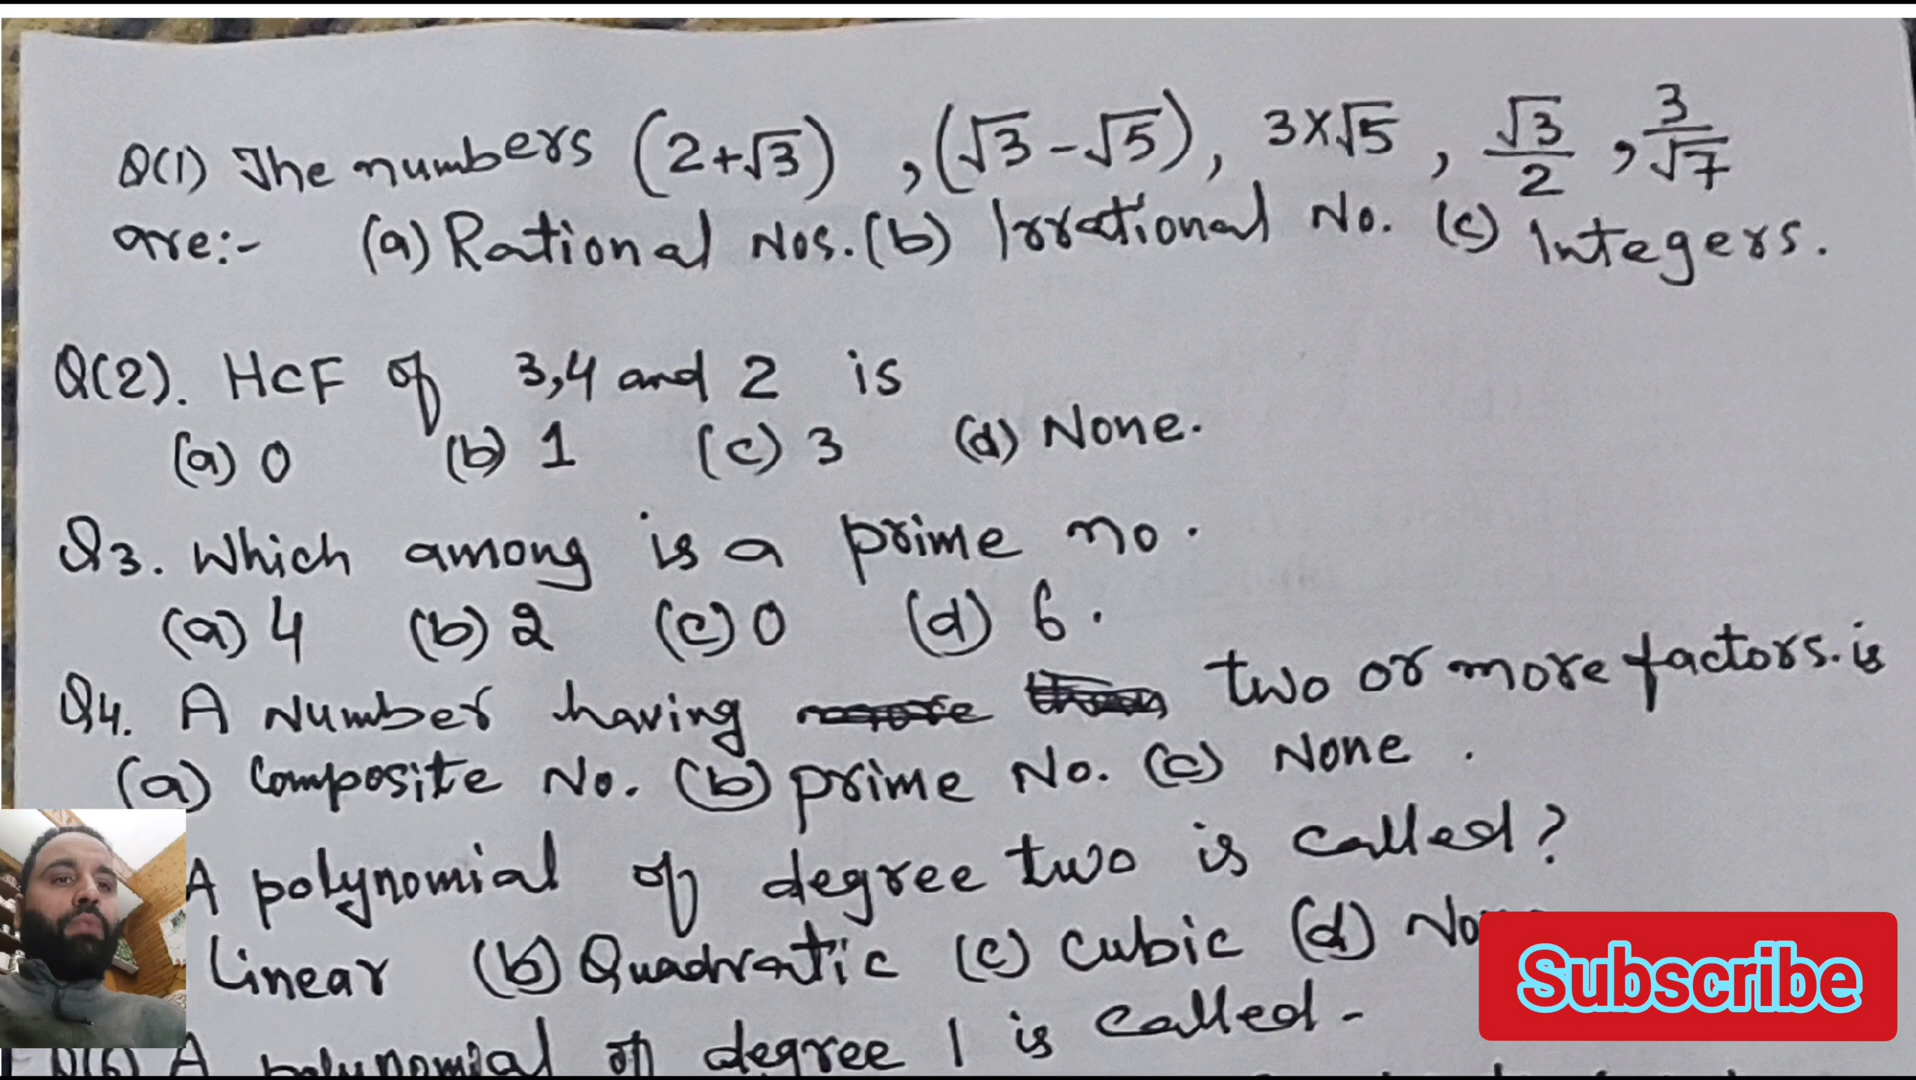 Q(1) The numbers (2+√3) , (√3-√5), 3×√5 , √3/2 , 3/√7
are:- (a) Rational Nos. (b) Irrational No. (c) Integers.
Q(2). HCF of 3,4 and 2 is
(a) 0 (b) 1 (c) 3 (d) None.
Q3. Which among is a prime no.
(a) 4 (b) 2 (c) 0 (d) 6.
Q4. A Number having two or more factors. is
(a) Composite No. (b) prime No. (c) None.
A polynomial of degree two is called?
Linear (b) Quadratic (c) Cubic (d)
Q(6) A polynomial of degree 1 is called-
Subscribe